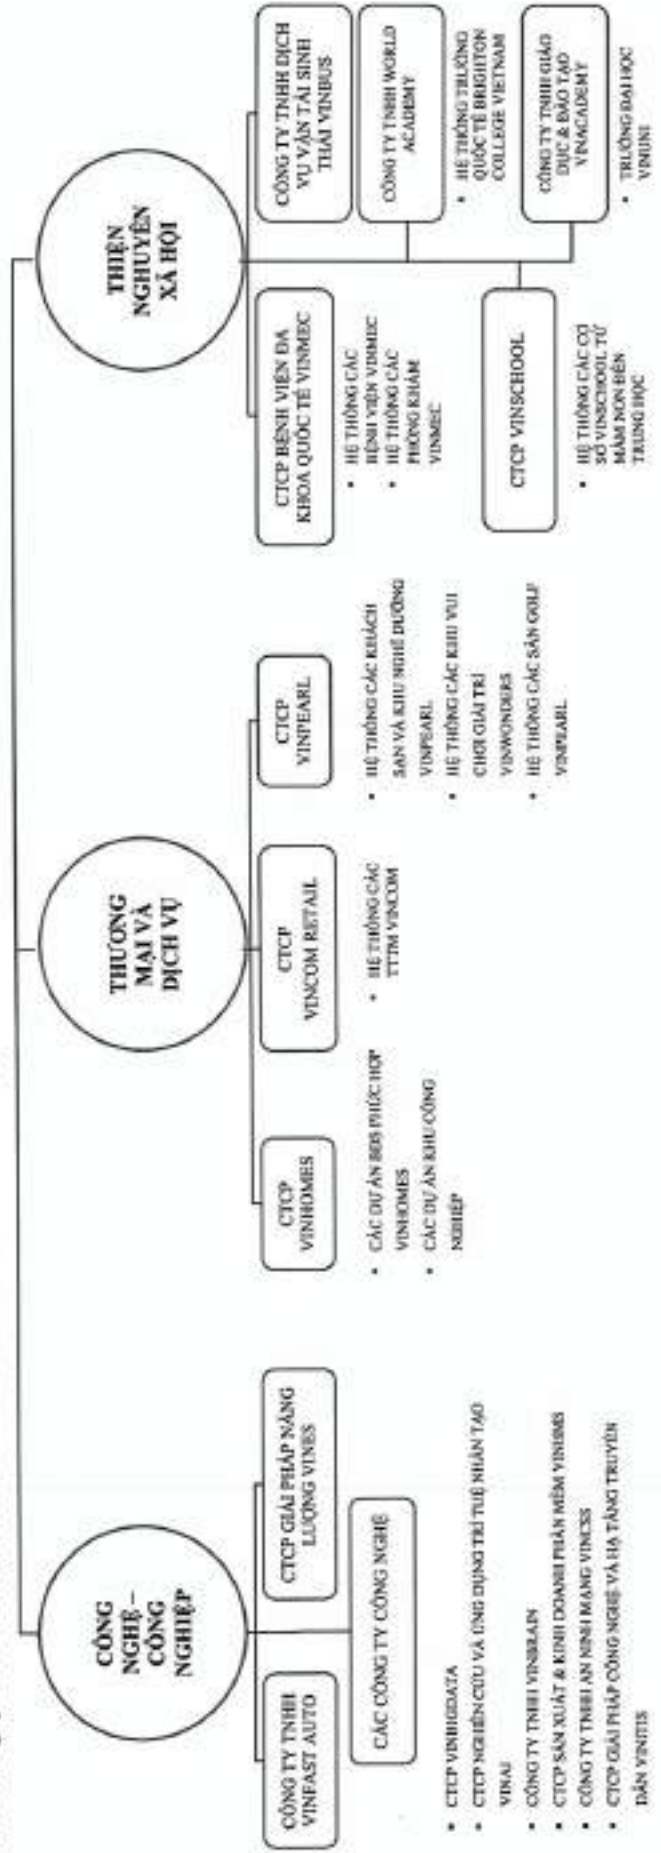 CÔNG
NGHỆ –
CÔNG
NGHIỆP
CÔNG TY TNHH
VINFAST AUTO
CTCP GIẢI PHÁP NĂNG
LƯỢNG VINES
CÁC CÔNG TY CÔNG NGHỆ
• CTCP VINBIGDATA
• CTCP NGHIÊN CỨU VÀ ỨNG DỤNG TRÍ TUỆ NHÂN TẠO
VINAI
• CÔNG TY TNHH VINBRAIN
• CTCP SẢN XUẤT & KINH DOANH PHẦN MỀM VINHMS
• CÔNG TY TNHH AN NINH MẠNG VINCSS
• CTCP GIẢI PHÁP CÔNG NGHỆ VÀ HẠ TẦNG TRUYỀN
DẪN VINITIS
THƯƠNG
MẠI VÀ
DỊCH VỤ
CTCP
VINHOMES
• CÁC DỰ ÁN BĐS PHỨC HỢP
VINHOMES
• CÁC DỰ ÁN KHU CÔNG
NGHIỆP
CTCP
VINCOM RETAIL
• HỆ THỐNG CÁC
TTTM VINCOM
CTCP
VINPEARL
• HỆ THỐNG CÁC KHÁCH
SẠN VÀ KHU NGHỈ DƯỠNG
VINPEARL
• HỆ THỐNG CÁC KHU VUI
CHƠI GIẢI TRÍ
VINWONDERS
• HỆ THỐNG CÁC SÂN GOLF
VINPEARL
THIỆN
NGHUYỆN
XÃ HỘI
CTCP BỆNH VIỆN ĐA
KHOA QUỐC TẾ VINMEC
• HỆ THỐNG CÁC
BỆNH VIỆN VINMEC
• HỆ THỐNG CÁC
PHÒNG KHÁM
VINMEC
CÔNG TY TNHH DỊCH
VỤ VẬN TẢI SINH
THÁI VINBUS
CÔNG TY TNHH WORLD
ACADEMY
• HỆ THỐNG TRƯỜNG
QUỐC TẾ BRIGHTON
COLLEGE VIETNAM
CTCP VINSCHOOL
• HỆ THỐNG CÁC CƠ
SỞ VINSCHOOL TỪ
MẦM NON ĐẾN
TRUNG HỌC
CÔNG TY TNHH GIÁO
DỤC & ĐÀO TẠO
VINACADEMY
• TRƯỜNG ĐẠI HỌC
VINUNI